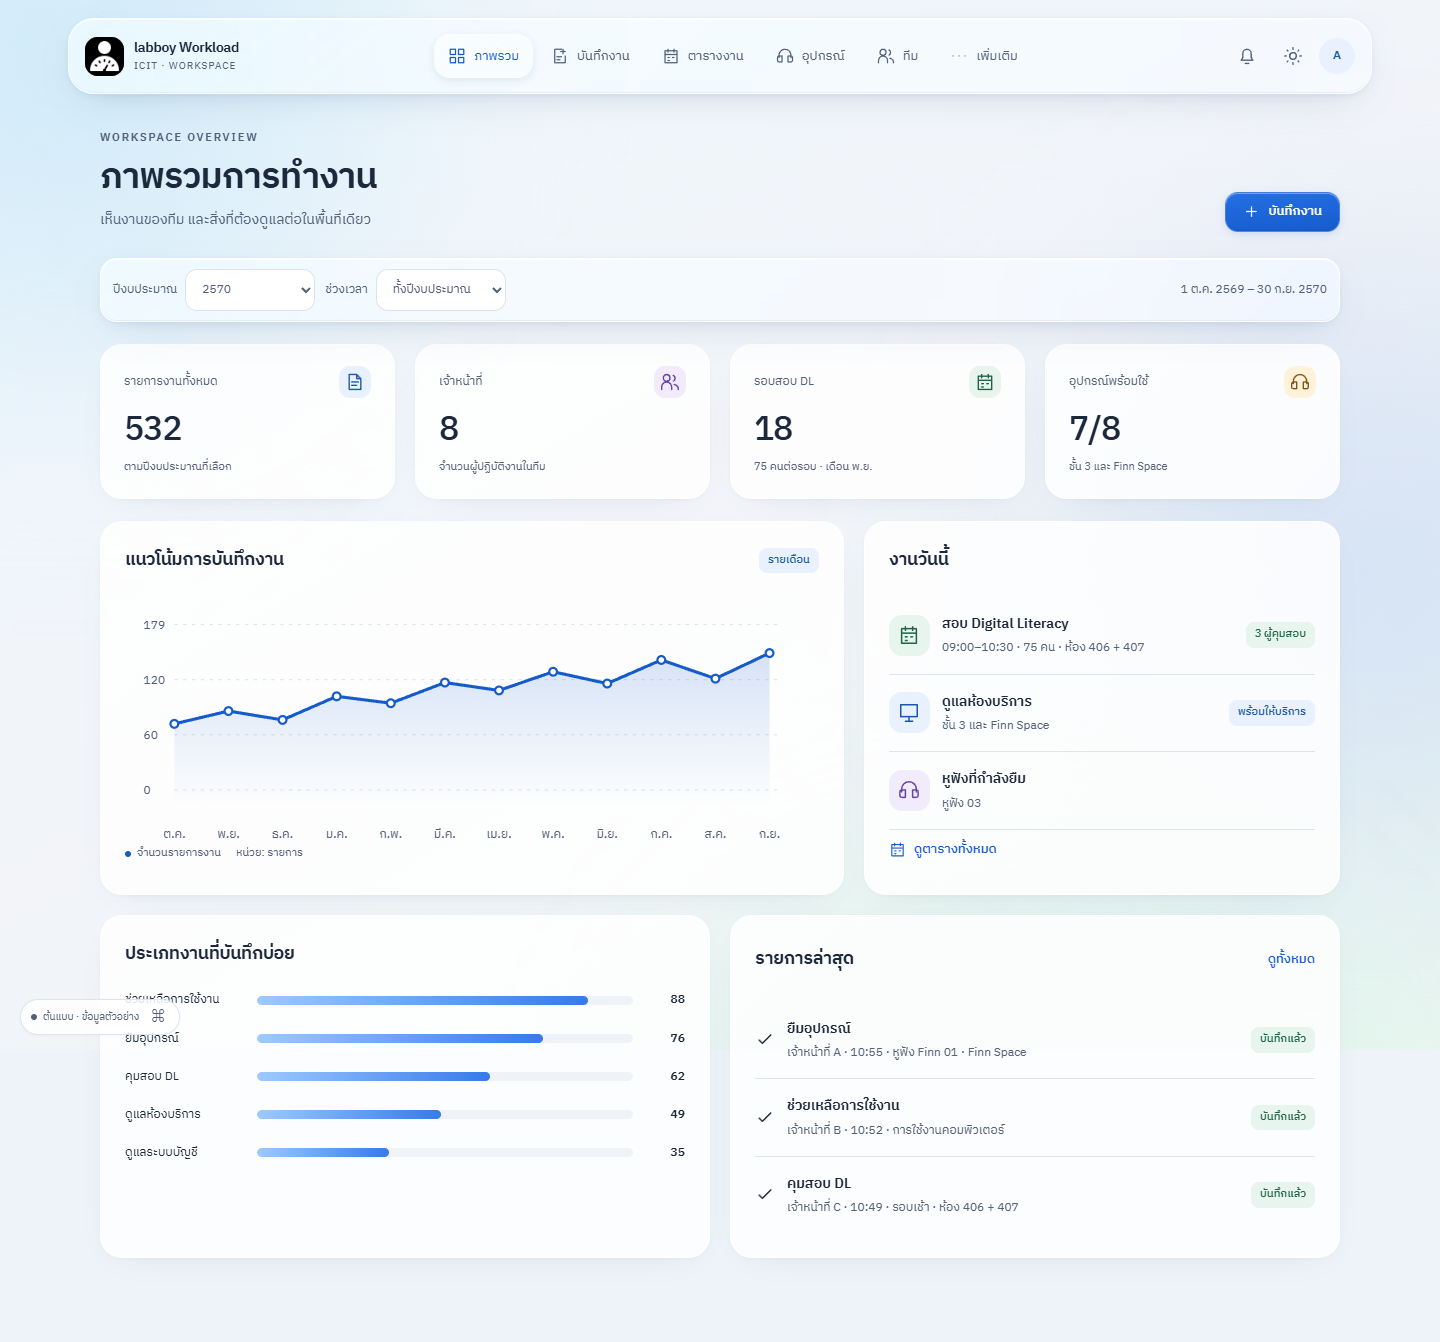 labboy Workload
ICIT · WORKSPACE
ภาพรวม
บันทึกงาน
ตารางงาน
อุปกรณ์
ทีม
··· เพิ่มเติม
A
WORKSPACE OVERVIEW
ภาพรวมการทำงาน
เห็นงานของทีม และสิ่งที่ต้องดูแลต่อในพื้นที่เดียว
บันทึกงาน
ปีงบประมาณ
2570
ช่วงเวลา
ทั้งปีงบประมาณ
1 ต.ค. 2569 – 30 ก.ย. 2570
รายการงานทั้งหมด
532
ตามปีงบประมาณที่เลือก
เจ้าหน้าที่
8
จำนวนผู้ปฏิบัติงานในทีม
รอบสอบ DL
18
75 คนต่อรอบ · เดือน พ.ย.
อุปกรณ์พร้อมใช้
7/8
ชั้น 3 และ Finn Space
แนวโน้มการบันทึกงาน
รายเดือน
179
120
60
0
ต.ค. พ.ย. ธ.ค. ม.ค. ก.พ. มี.ค. เม.ย. พ.ค. มิ.ย. ก.ค. ส.ค. ก.ย.
จำนวนรายการงาน หน่วย: รายการ
งานวันนี้
สอบ Digital Literacy
09:00–10:30 · 75 คน · ห้อง 406 + 407
3 ผู้คุมสอบ
ดูแลห้องบริการ
ชั้น 3 และ Finn Space
พร้อมให้บริการ
หูฟังที่กำลังยืม
หูฟัง 03
ดูตารางทั้งหมด
ประเภทงานที่บันทึกบ่อย
ช่วยเหลือการใช้งาน
88
ต้นแบบ · ข้อมูลตัวอย่าง ⌘
ยืมอุปกรณ์
76
คุมสอบ DL
62
ดูแลห้องบริการ
49
ดูแลระบบบัญชี
35
รายการล่าสุด
ดูทั้งหมด
ยืมอุปกรณ์
เจ้าหน้าที่ A · 10:55 · หูฟัง Finn 01 · Finn Space
บันทึกแล้ว
ช่วยเหลือการใช้งาน
เจ้าหน้าที่ B · 10:52 · การใช้งานคอมพิวเตอร์
บันทึกแล้ว
คุมสอบ DL
เจ้าหน้าที่ C · 10:49 · รอบเช้า · ห้อง 406 + 407
บันทึกแล้ว